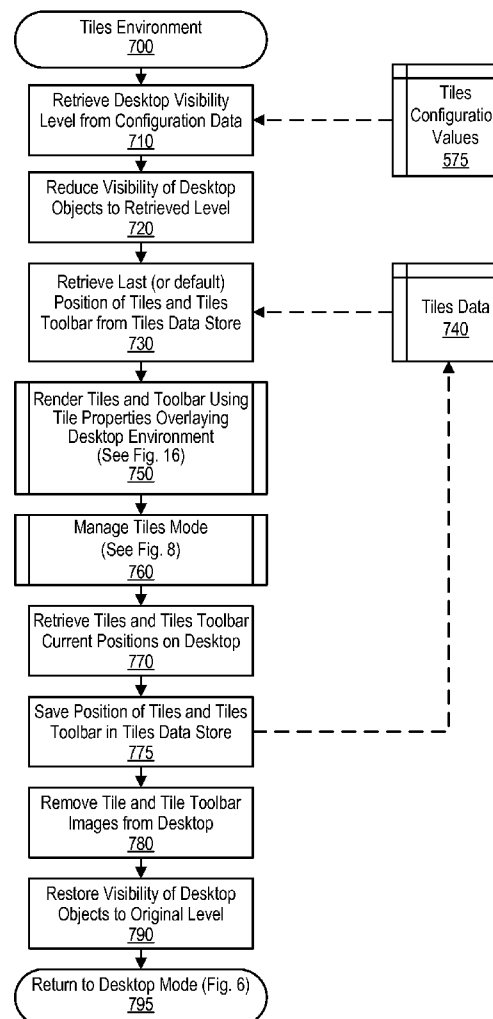 Tiles Environment
700
Retrieve Desktop Visibility
Level from Configuration Data
710
Tiles
Configuration
Values
575
Reduce Visibility of Desktop
Objects to Retrieved Level
720
Retrieve Last (or default)
Position of Tiles and Tiles
Toolbar from Tiles Data Store
730
Tiles Data
740
Render Tiles and Toolbar Using
Tile Properties Overlaying
Desktop Environment
(See Fig. 16)
750
Manage Tiles Mode
(See Fig. 8)
760
Retrieve Tiles and Tiles Toolbar
Current Positions on Desktop
770
Save Position of Tiles and Tiles
Toolbar in Tiles Data Store
775
Remove Tile and Tile Toolbar
Images from Desktop
780
Restore Visibility of Desktop
Objects to Original Level
790
Return to Desktop Mode (Fig. 6)
795